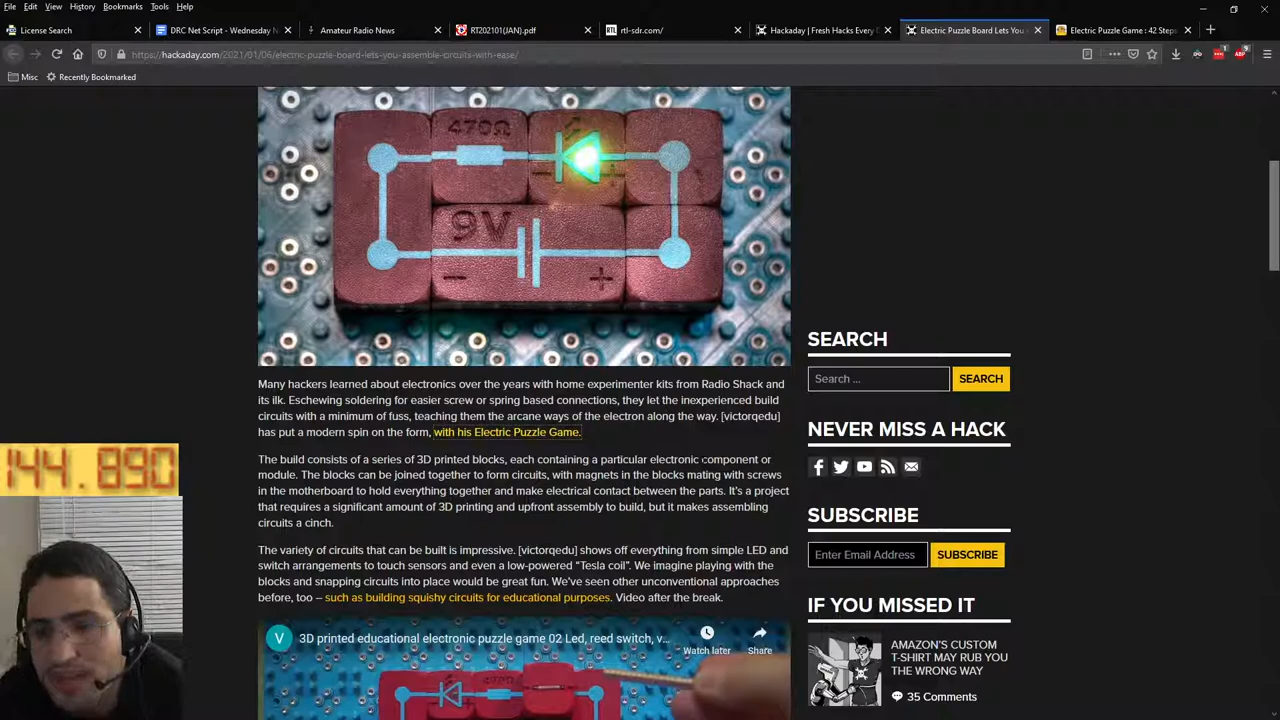 File Edit View History Bookmarks Tools Help
License Search
DRC Net Script - Wednesday N
Amateur Radio News
RT202101(JAN).pdf
rtl-sdr.com/
Hackaday | Fresh Hacks Every D
Electric Puzzle Board Lets You A
Electric Puzzle Game : 42 Steps
https://hackaday.com/2021/01/06/electric-puzzle-board-lets-you-assemble-circuits-with-ease/
Misc
Recently Bookmarked
470Ω
9V
- +
Many hackers learned about electronics over the years with home experimenter kits from Radio Shack and
its ilk. Eschewing soldering for easier screw or spring based connections, they let the inexperienced build
circuits with a minimum of fuss, teaching them the arcane ways of the electron along the way. [victorqedu]
has put a modern spin on the form, with his Electric Puzzle Game.
The build consists of a series of 3D printed blocks, each containing a particular electronic component or
module. The blocks can be joined together to form circuits, with magnets in the blocks mating with screws
in the motherboard to hold everything together and make electrical contact between the parts. It's a project
that requires a significant amount of 3D printing and upfront assembly to build, but it makes assembling
circuits a cinch.
The variety of circuits that can be built is impressive. [victorqedu] shows off everything from simple LED and
switch arrangements to touch sensors and even a low-powered “Tesla coil”. We imagine playing with the
blocks and snapping circuits into place would be great fun. We've seen other unconventional approaches
before, too – such as building squishy circuits for educational purposes. Video after the break.
V
3D printed educational electronic puzzle game 02 Led, reed switch, v...
Watch later
Share
SEARCH
Search ...
SEARCH
NEVER MISS A HACK
SUBSCRIBE
Enter Email Address
SUBSCRIBE
IF YOU MISSED IT
AMAZON'S CUSTOM
T-SHIRT MAY RUB YOU
THE WRONG WAY
35 Comments
144.890